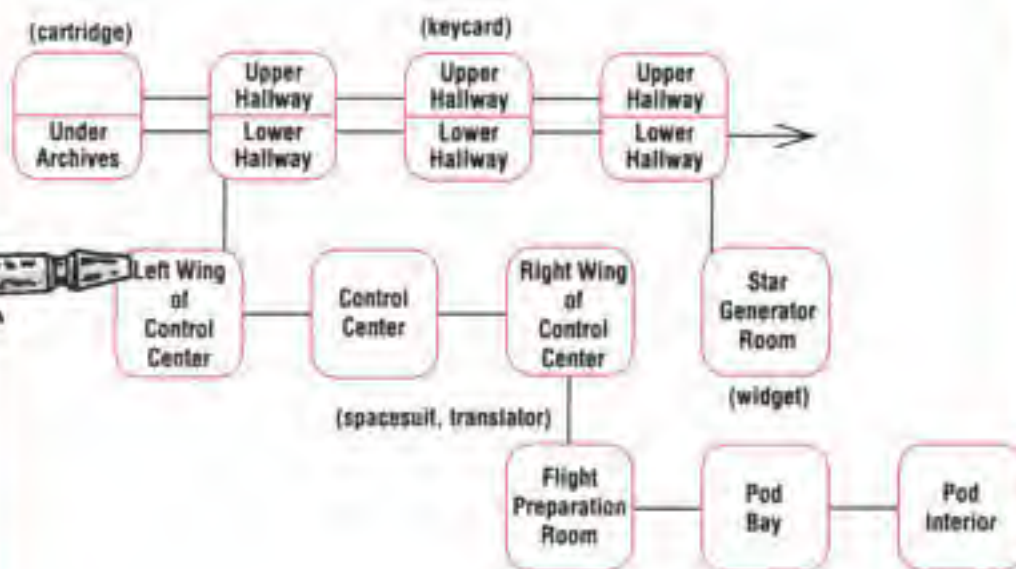 (cartridge)
(keycard)
Upper
Hallway
Upper
Hallway
Upper
Hallway
Under
Archives
Lower
Hallway
Lower
Hallway
Lower
Hallway
Left Wing
of
Control
Center
Control
Center
Right Wing
of
Control
Center
Star
Generator
Room
(widget)
(spacesuit, translator)
Flight
Preparation
Room
Pod
Bay
Pod
Interior